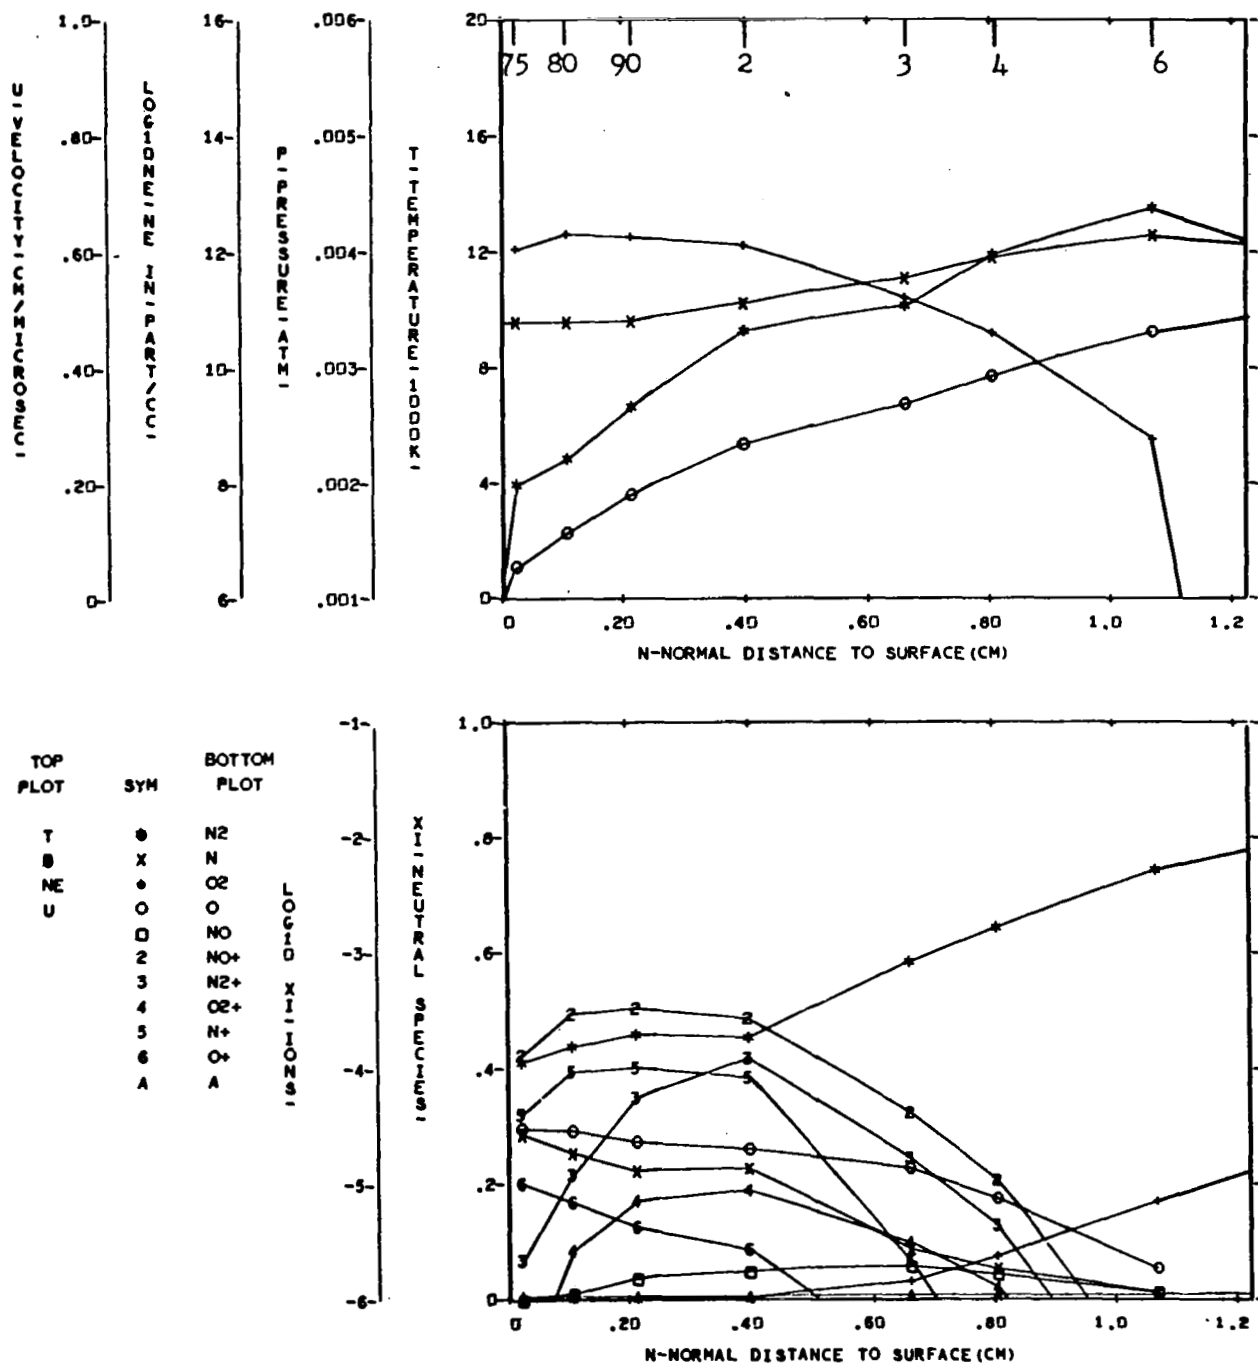 U-VELOCITY-CM/MICROSEC-
1.0-
.80-
.60-
.40-
.20-
0-
LOG10NE-NE IN-PART/CC-
16-
14-
12-
10-
8-
6-
P-PRESSURE-ATM-
.006-
.005-
.004-
.003-
.002-
.001-
T-TEMPERATURE-1000K-
20
16-
12-
8-
4-
0-
75 80 90 2 3 4 6
0 .20 .40 .60 .80 1.0 1.2
N-NORMAL DISTANCE TO SURFACE(CM)
TOP PLOT SYM BOTTOM PLOT
T N2
X N
NE O2
U O O
NO
2 NO+
3 N2+
4 O2+
5 N+
6 O+
A A
LOG10 XI-IONS-
-1-
-2-
-3-
-4-
-5-
-6-
XI-NEUTRAL SPECIES-
1.0
.8
.6
.4
.2
0
0 .20 .40 .60 .80 1.0 1.2
N-NORMAL DISTANCE TO SURFACE(CM)